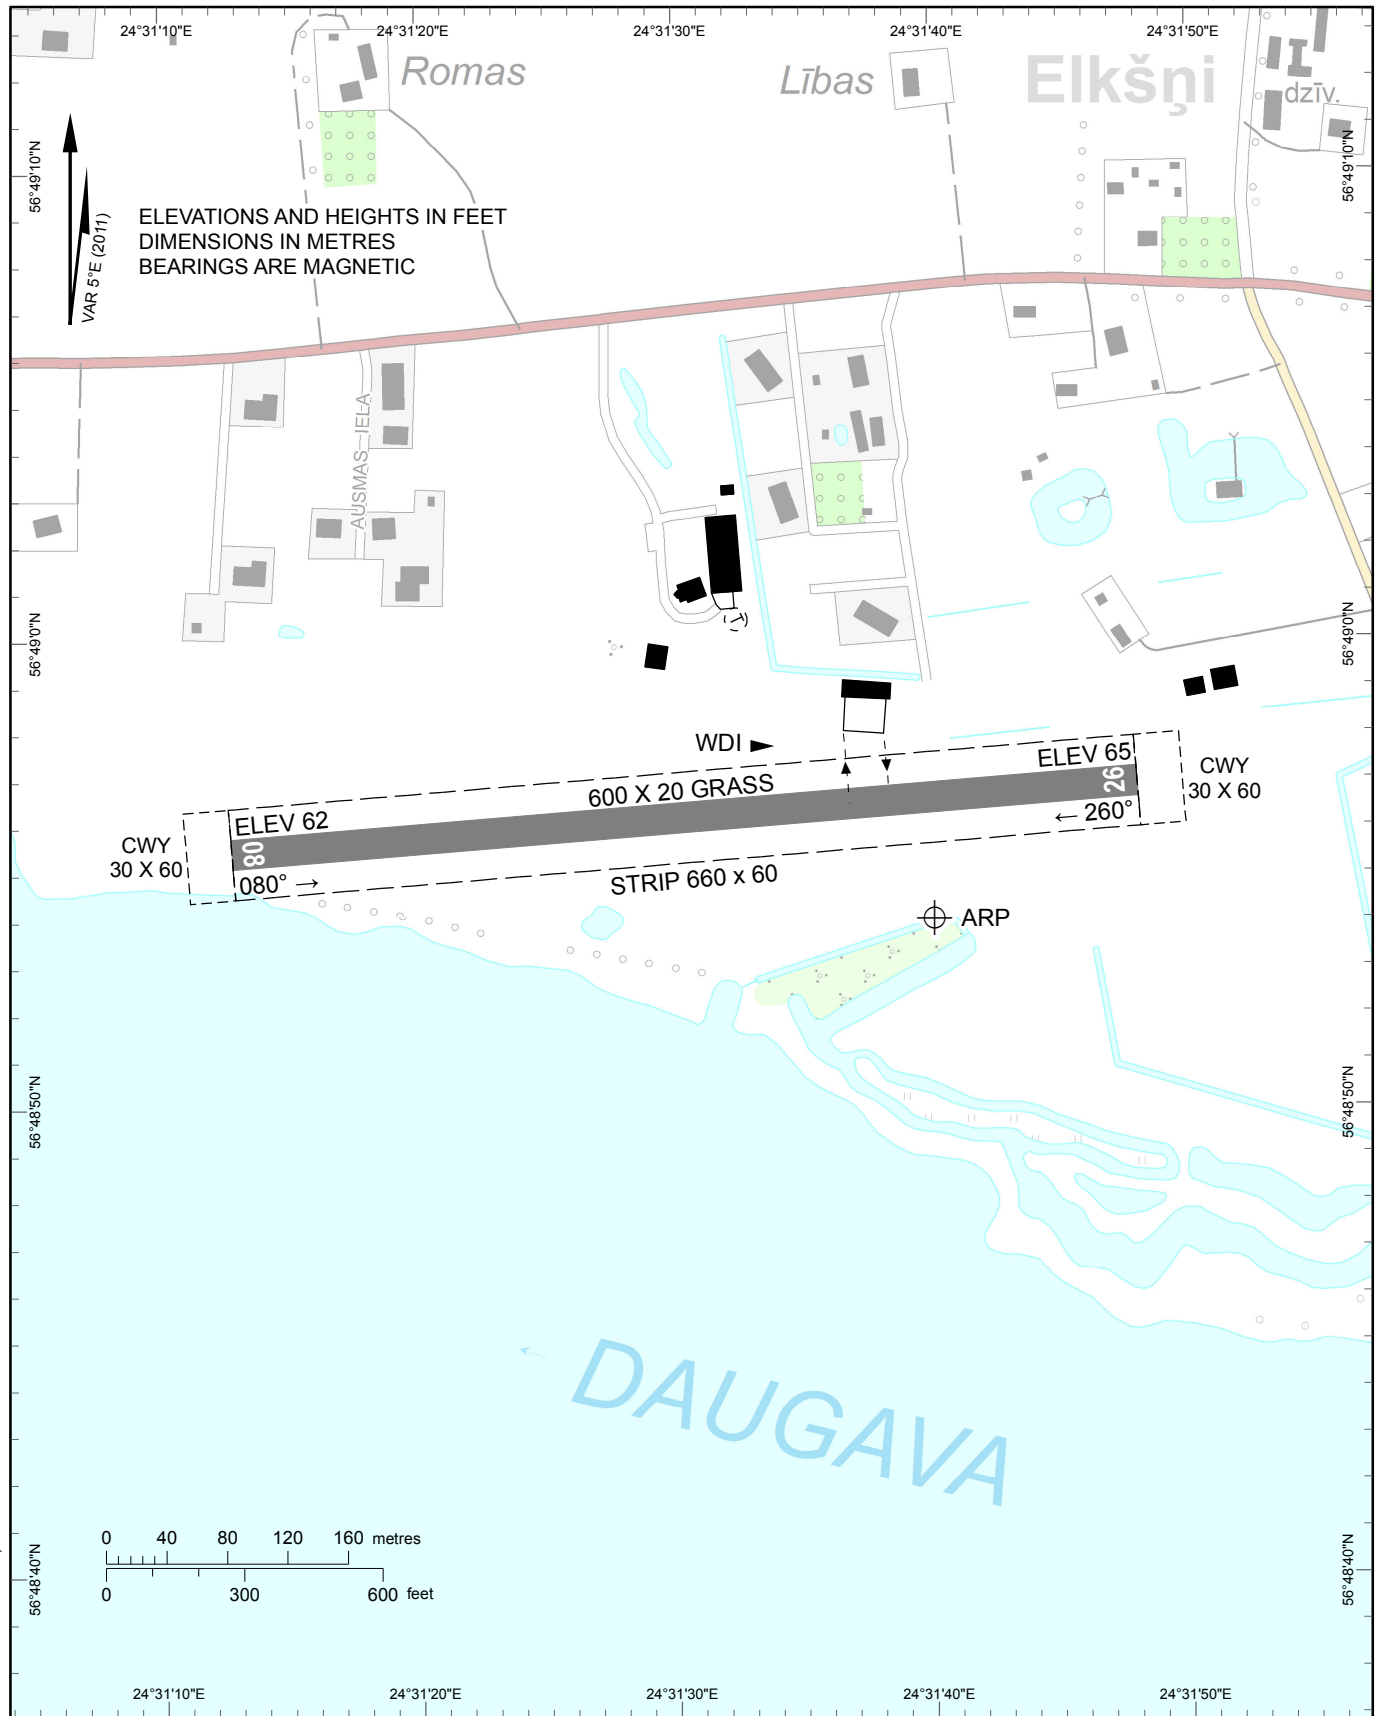 24°31'10"E
24°31'20"E
24°31'30"E
24°31'40"E
24°31'50"E
Romas
Lības
Elkšņi
dzīv.
56°49'10"N
56°49'10"N
VAR 5°E (2011)
ELEVATIONS AND HEIGHTS IN FEET
DIMENSIONS IN METRES
BEARINGS ARE MAGNETIC
AUSMAS IELA
56°49'0"N
56°49'0"N
(T)
WDI
ELEV 65
26
CWY
30 X 60
600 X 20 GRASS
← 260°
ELEV 62
08
CWY
30 X 60
080° →
STRIP 660 x 60
ARP
56°48'50"N
56°48'50"N
← DAUGAVA
0 40 80 120 160 metres
0 300 600 feet
56°48'40"N
56°48'40"N
24°31'10"E
24°31'20"E
24°31'30"E
24°31'40"E
24°31'50"E